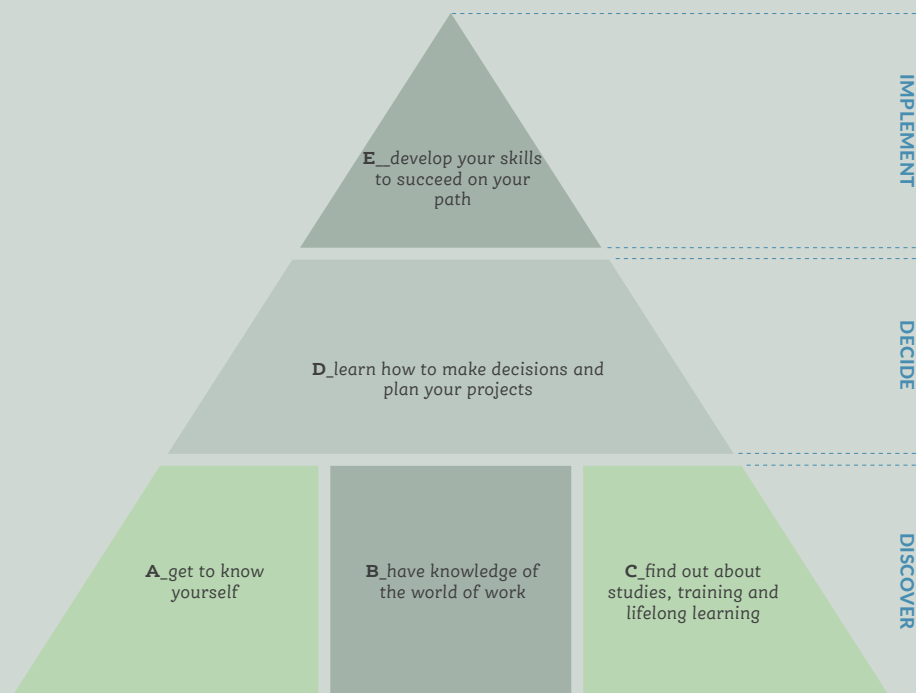 IMPLEMENT
E__develop your skills
to succeed on your
path
DECIDE
D_learn how to make decisions and
plan your projects
DISCOVER
A_get to know
yourself
B_have knowledge of
the world of work
C_find out about
studies, training and
lifelong learning